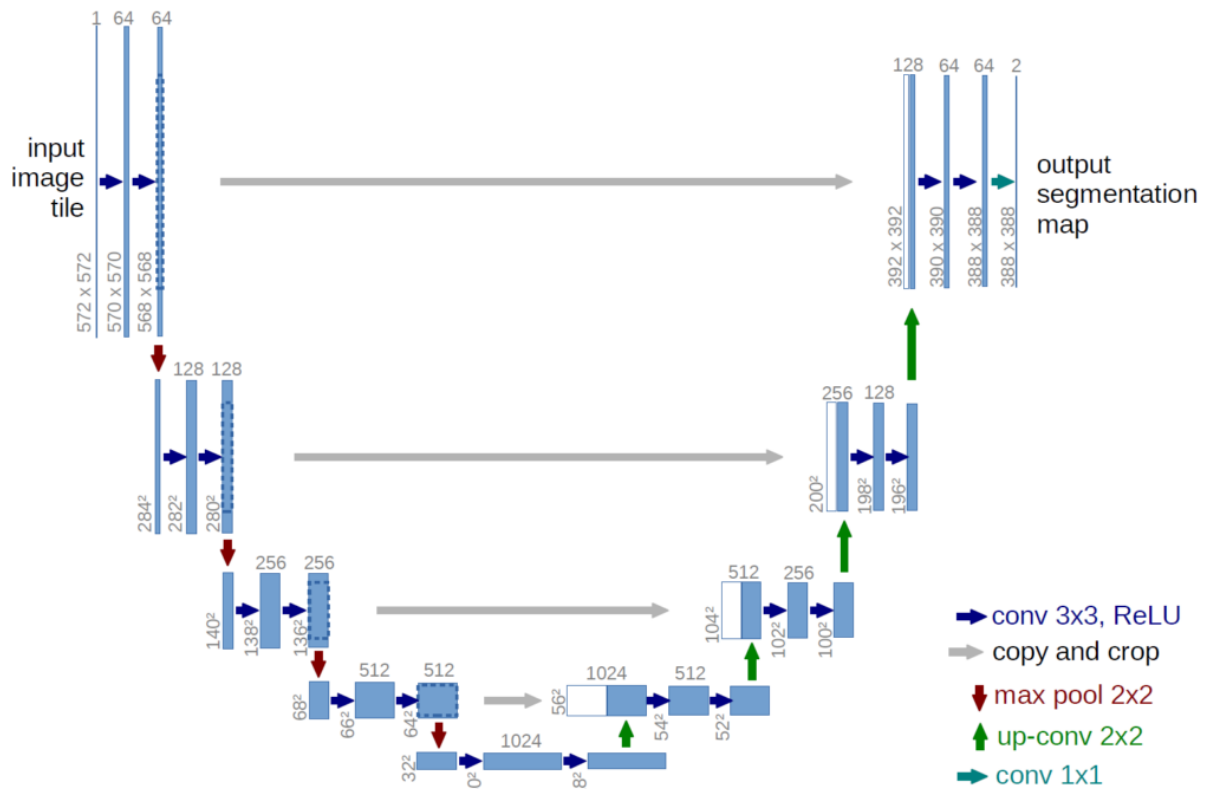 1 64 64
128 64 64 2
input
image
tile
output
segmentation
map
572 x 572
570 x 570
568 x 568
392 x 392
390 x 390
388 x 388
388 x 388
128 128
256 128
284²
282²
280²
200²
198²
196²
256 256
512 256
140²
138²
136²
104²
102²
100²
512 512
1024 512
68²
66²
64²
56²
54²
52²
1024
32²
0²
8²
conv 3x3, ReLU
copy and crop
max pool 2x2
up-conv 2x2
conv 1x1